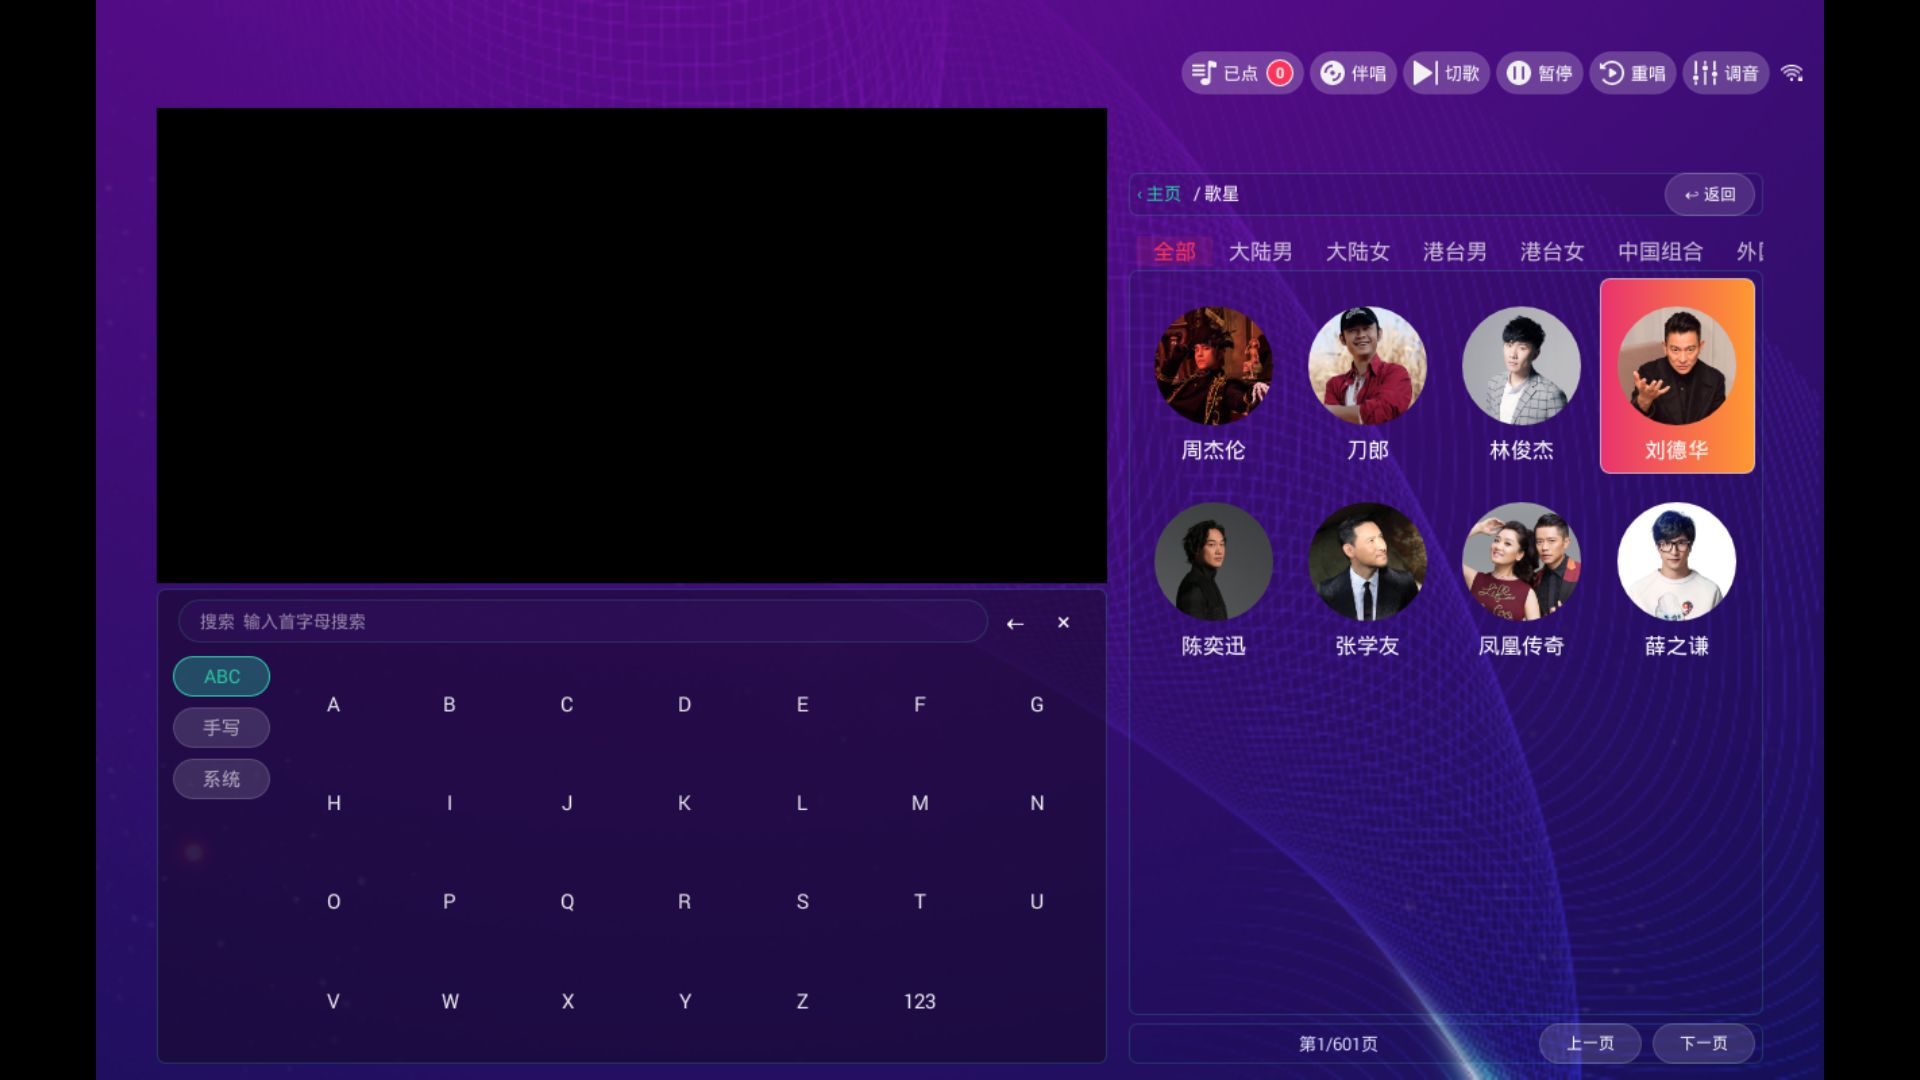 已点 0 伴唱 切歌 暂停 重唱 调音
‹主页 / 歌星 返回
全部 大陆男 大陆女 港台男 港台女 中国组合
周杰伦 刀郎 林俊杰 刘德华
陈奕迅 张学友 凤凰传奇 薛之谦
搜索 输入首字母搜索
ABC
手写
系统
A B C D E F G
H I J K L M N
O P Q R S T U
V W X Y Z 123
第1/601页 上一页 下一页